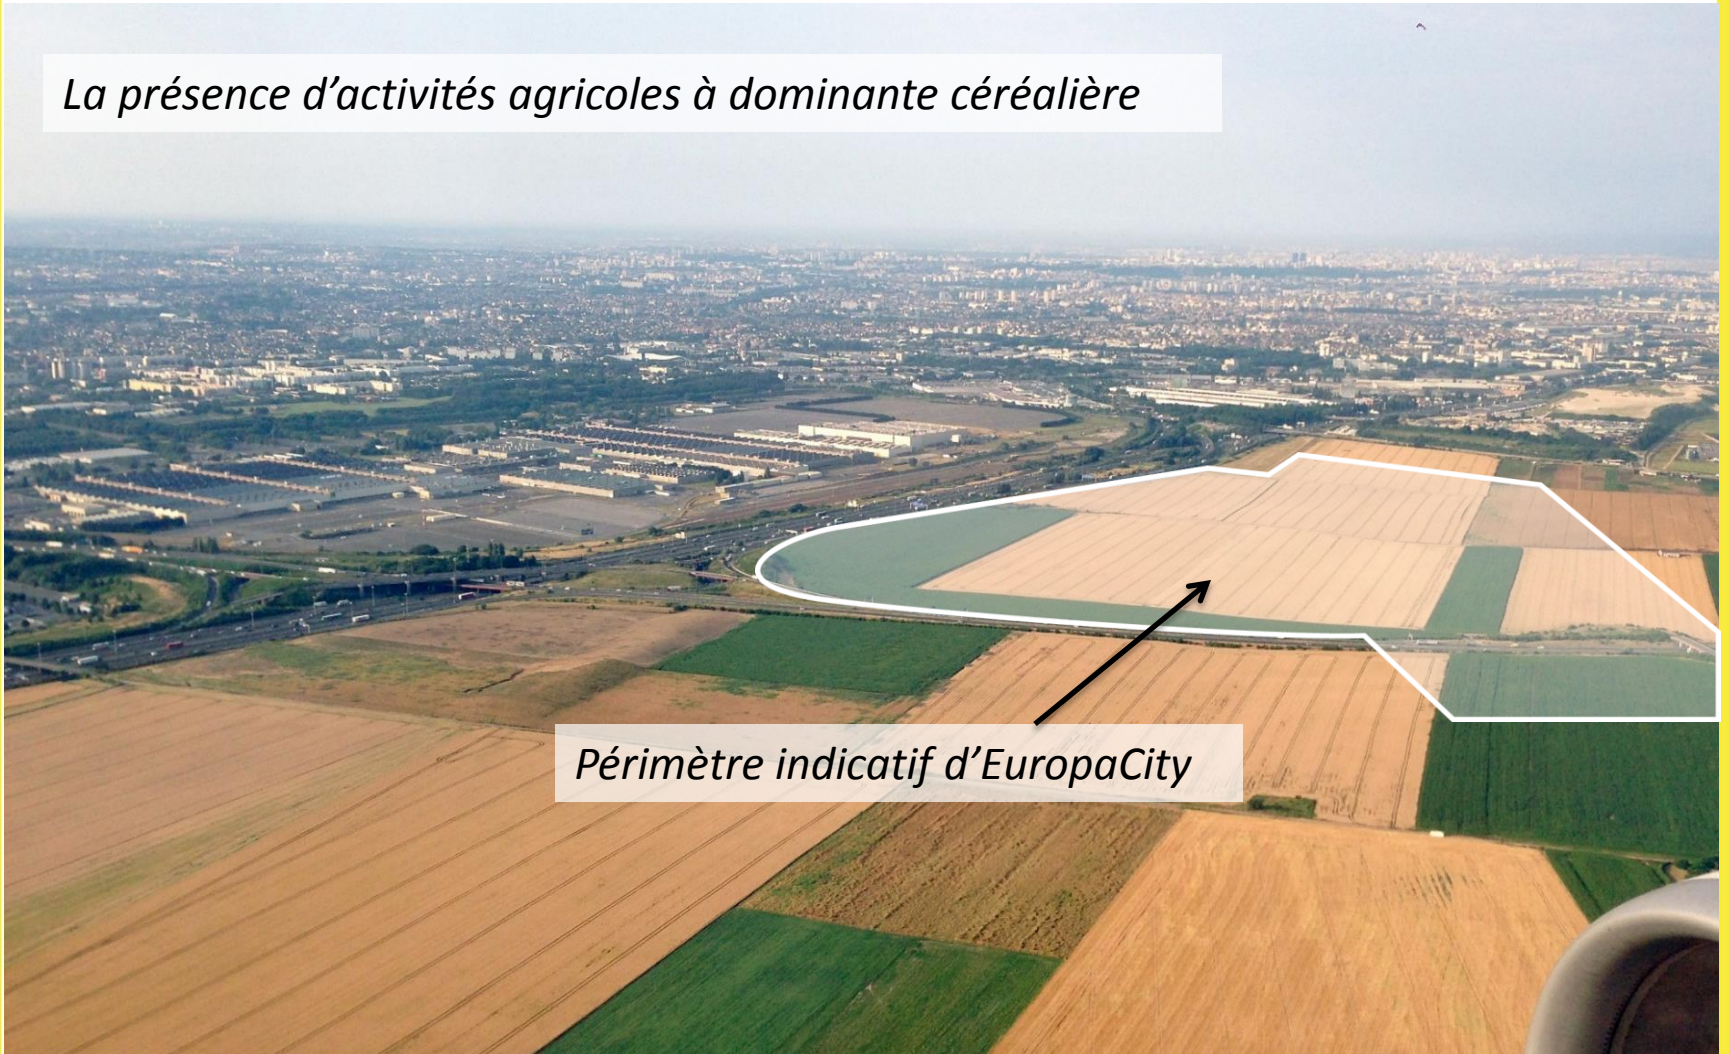 La présence d'activités agricoles à dominante céréalière
Périmètre indicatif d'EuropaCity